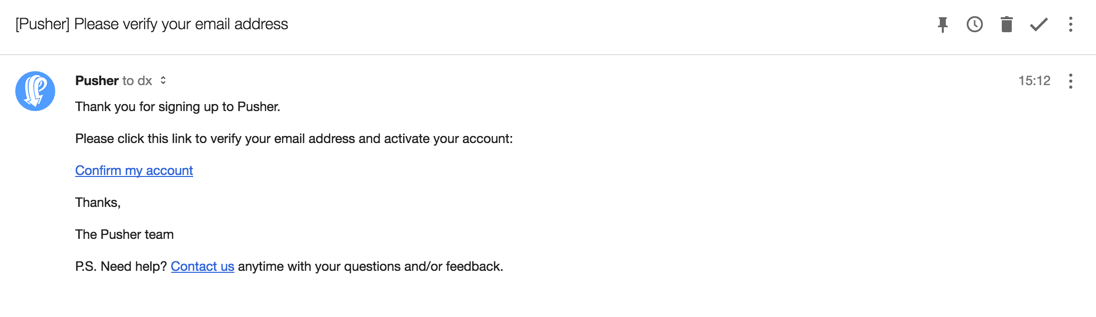 [Pusher] Please verify your email address
Pusher to dx
15:12
Thank you for signing up to Pusher.
Please click this link to verify your email address and activate your account:
Confirm my account
Thanks,
The Pusher team
P.S. Need help? Contact us anytime with your questions and/or feedback.